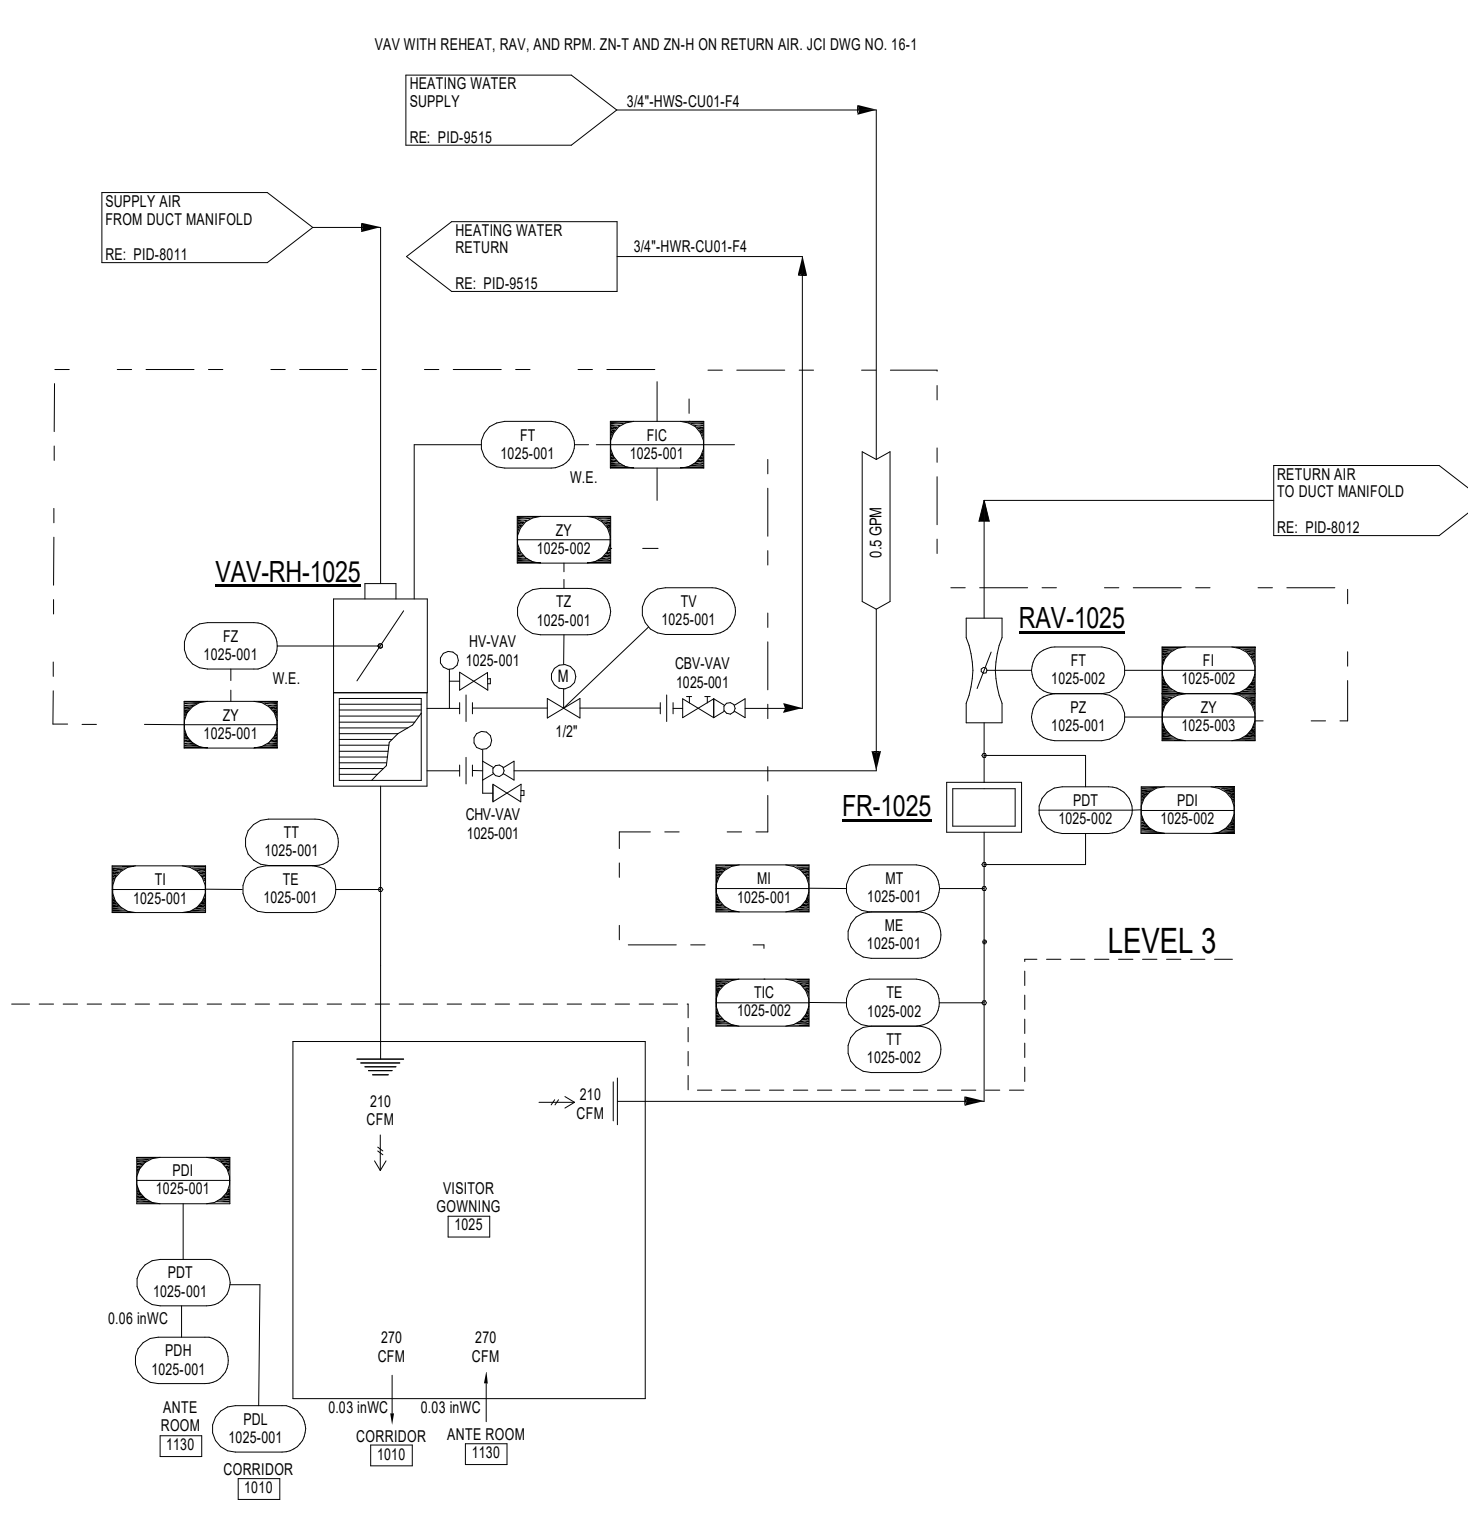 VAV WITH REHEAT, RAV, AND RPM. ZN-T AND ZN-H ON RETURN AIR. JCI DWG NO. 16-1
HEATING WATER
SUPPLY
RE: PID-9515
3/4"-HWS-CU01-F4
SUPPLY AIR
FROM DUCT MANIFOLD
RE: PID-8011
HEATING WATER
RETURN
RE: PID-9515
3/4"-HWR-CU01-F4
FT
1025-001
W.E.
FIC
1025-001
RETURN AIR
TO DUCT MANIFOLD
RE: PID-8012
0.5 GPM
ZY
1025-002
VAV-RH-1025
TZ
1025-001
TV
1025-001
RAV-1025
FZ
1025-001
W.E.
HV-VAV
1025-001
M
CBV-VAV
1025-001
FT
1025-002
FI
1025-002
ZY
1025-001
1/2"
PZ
1025-001
ZY
1025-003
CHV-VAV
1025-001
FR-1025
PDT
1025-002
PDI
1025-002
TT
1025-001
TI
1025-001
TE
1025-001
MI
1025-001
MT
1025-001
ME
1025-001
LEVEL 3
TIC
1025-002
TE
1025-002
TT
1025-002
210
CFM
210
CFM
PDI
1025-001
VISITOR
GOWNING
1025
PDT
1025-001
0.06 inWC
PDH
1025-001
270
CFM
270
CFM
0.03 inWC
0.03 inWC
ANTE
ROOM
1130
PDL
1025-001
CORRIDOR
1010
CORRIDOR
1010
ANTE ROOM
1130